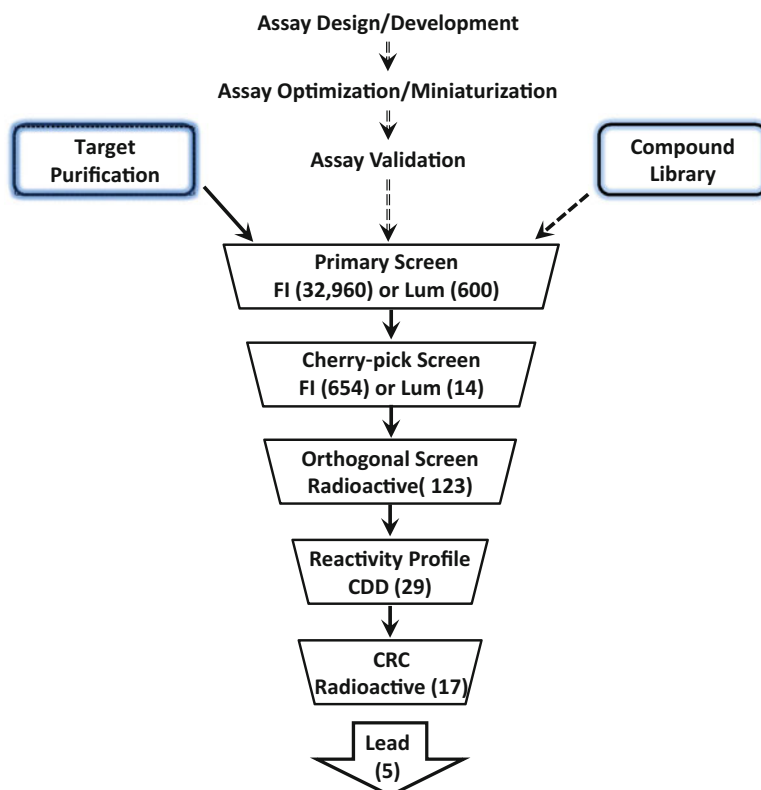 Assay Design/Development
Assay Optimization/Miniaturization
Target
Purification
Assay Validation
Compound
Library
Primary Screen
FI (32,960) or Lum (600)
Cherry-pick Screen
FI (654) or Lum (14)
Orthogonal Screen
Radioactive( 123)
Reactivity Profile
CDD (29)
CRC
Radioactive (17)
Lead
(5)